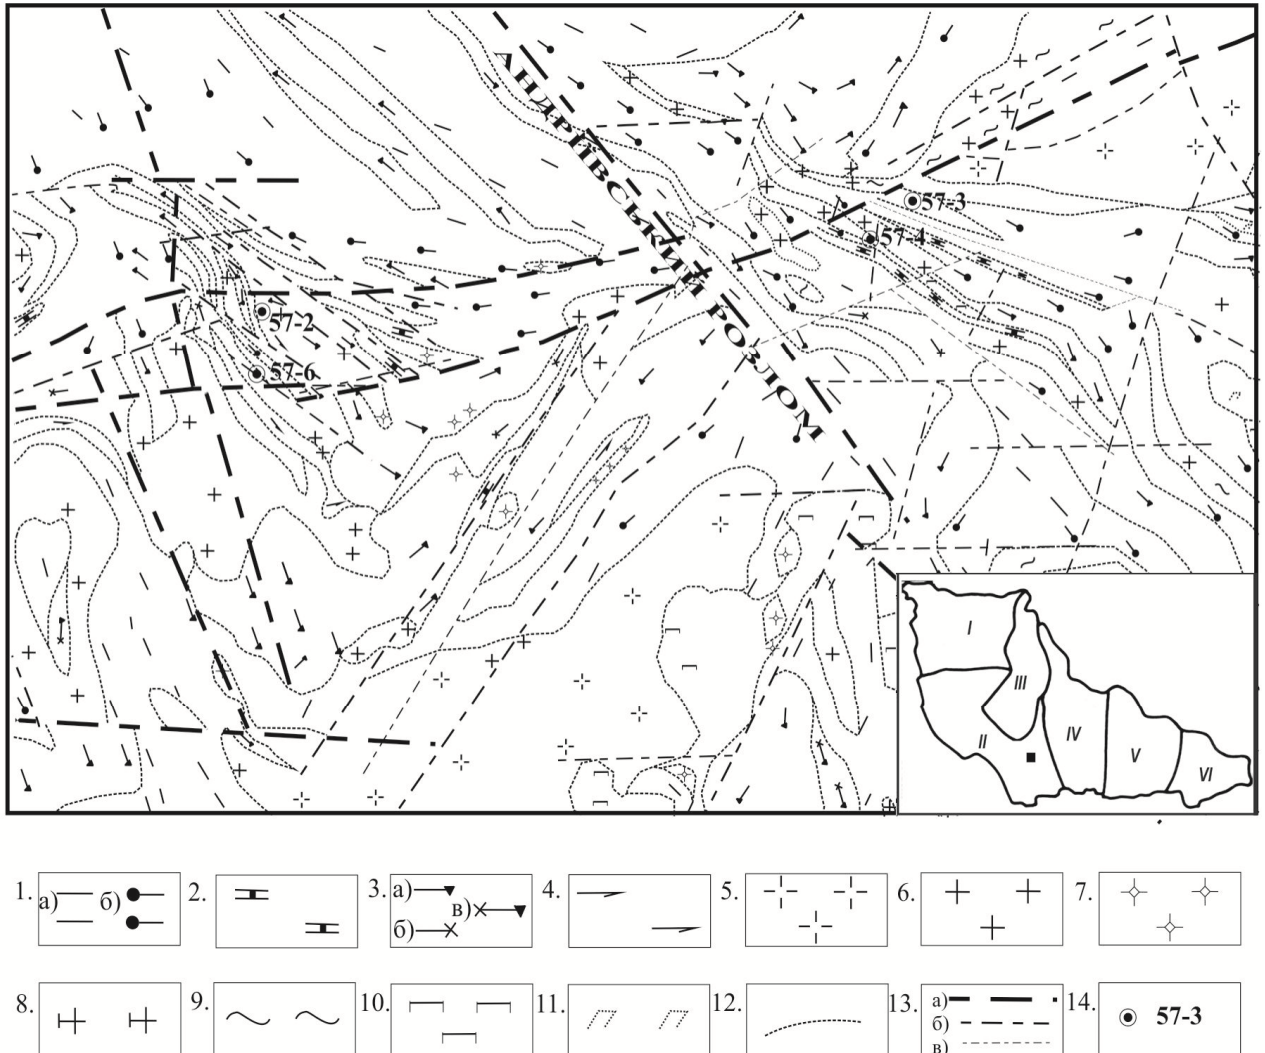 АНДРІЇВСЬКИЙ РОЗЛОМ
57-3
57-4
57-2
57-6
I
III
II
IV
V
VI
1. а) б) 2. 3. а) б) в) 4. 5. 6. 7.
8. 9. 10. 11. 12. 13. а) б) в) 14. 57-3